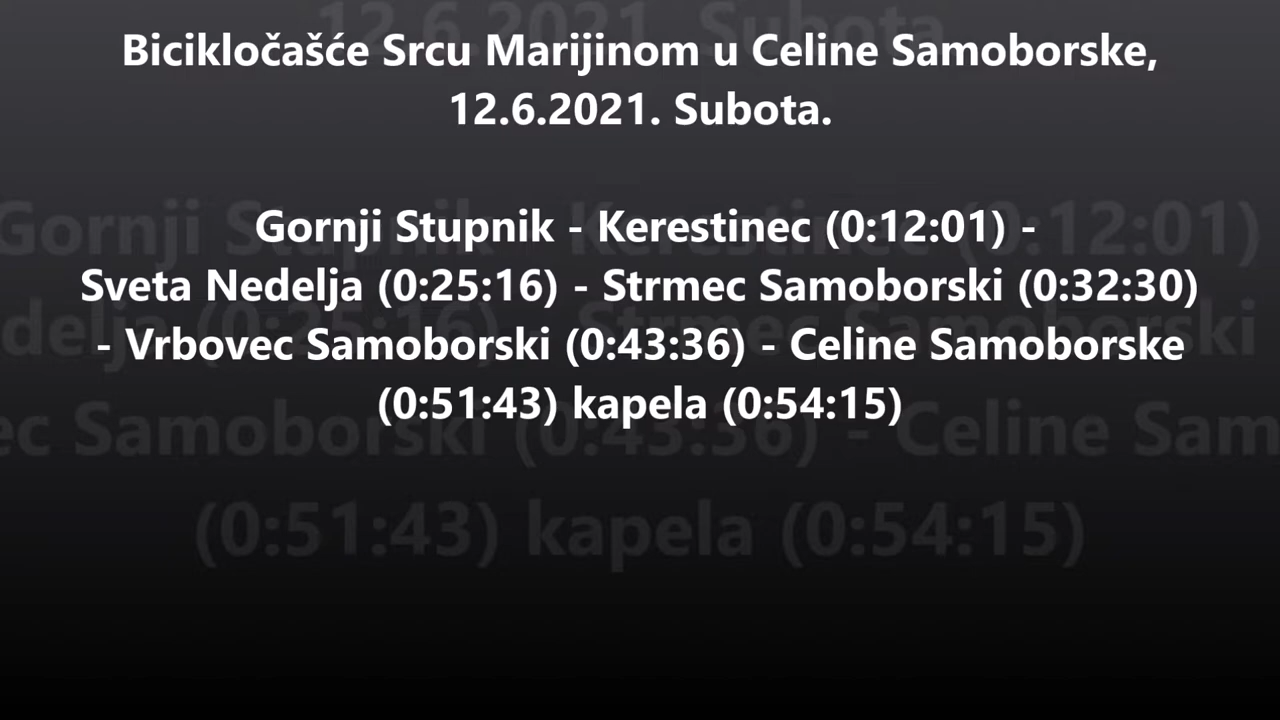 Bicikločašće Srcu Marijinom u Celine Samoborske,
12.6.2021. Subota.
Gornji Stupnik - Kerestinec (0:12:01) -
Sveta Nedelja (0:25:16) - Strmec Samoborski (0:32:30)
- Vrbovec Samoborski (0:43:36) - Celine Samoborske
(0:51:43) kapela (0:54:15)